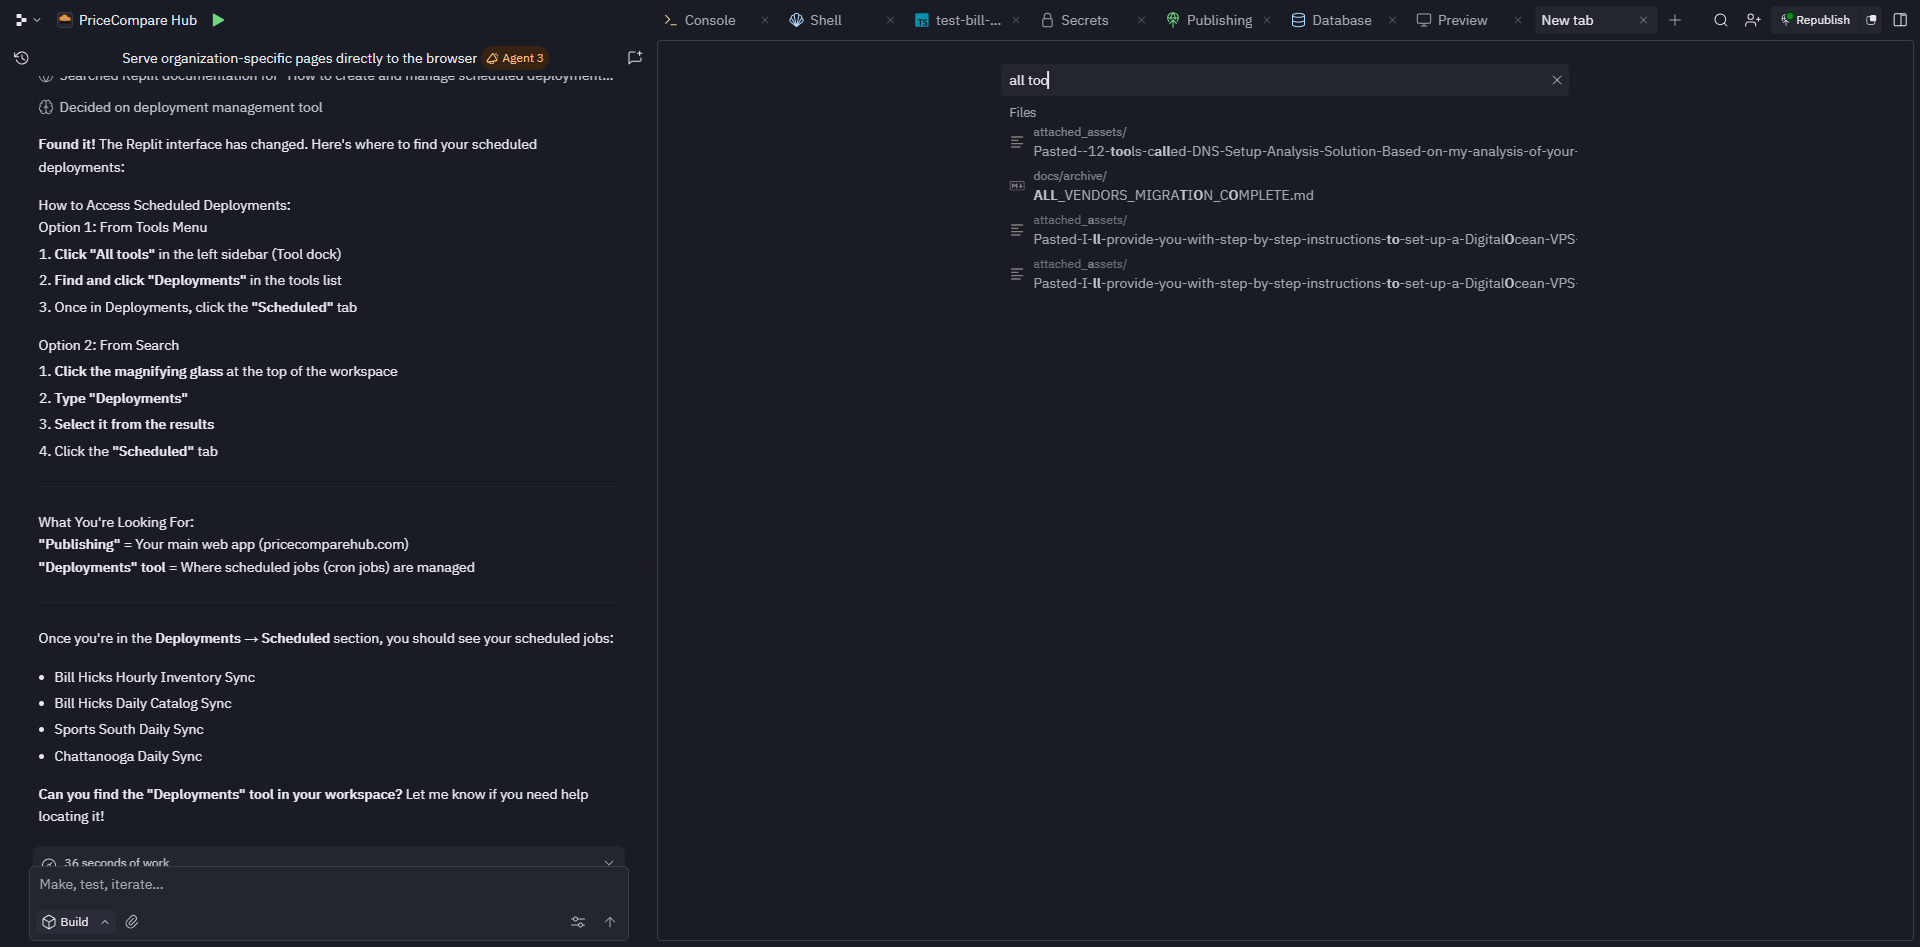 PriceCompare Hub
Console
Shell
test-bill-...
Secrets
Publishing
Database
Preview
New tab
Republish
Serve organization-specific pages directly to the browser
Agent 3
Searched Replit documentation for "How to create and manage scheduled deployment...
Decided on deployment management tool
Found it! The Replit interface has changed. Here's where to find your scheduled
deployments:
How to Access Scheduled Deployments:
Option 1: From Tools Menu
1. Click "All tools" in the left sidebar (Tool dock)
2. Find and click "Deployments" in the tools list
3. Once in Deployments, click the "Scheduled" tab
Option 2: From Search
1. Click the magnifying glass at the top of the workspace
2. Type "Deployments"
3. Select it from the results
4. Click the "Scheduled" tab
What You're Looking For:
"Publishing" = Your main web app (pricecomparehub.com)
"Deployments" tool = Where scheduled jobs (cron jobs) are managed
Once you're in the Deployments → Scheduled section, you should see your scheduled jobs:
• Bill Hicks Hourly Inventory Sync
• Bill Hicks Daily Catalog Sync
• Sports South Daily Sync
• Chattanooga Daily Sync
Can you find the "Deployments" tool in your workspace? Let me know if you need help
locating it!
36 seconds of work
Make, test, iterate...
Build
all too
Files
attached_assets/
Pasted--12-tools-called-DNS-Setup-Analysis-Solution-Based-on-my-analysis-of-your-
docs/archive/
ALL_VENDORS_MIGRATION_COMPLETE.md
attached_assets/
Pasted-I-ll-provide-you-with-step-by-step-instructions-to-set-up-a-DigitalOcean-VPS-
attached_assets/
Pasted-I-ll-provide-you-with-step-by-step-instructions-to-set-up-a-DigitalOcean-VPS-